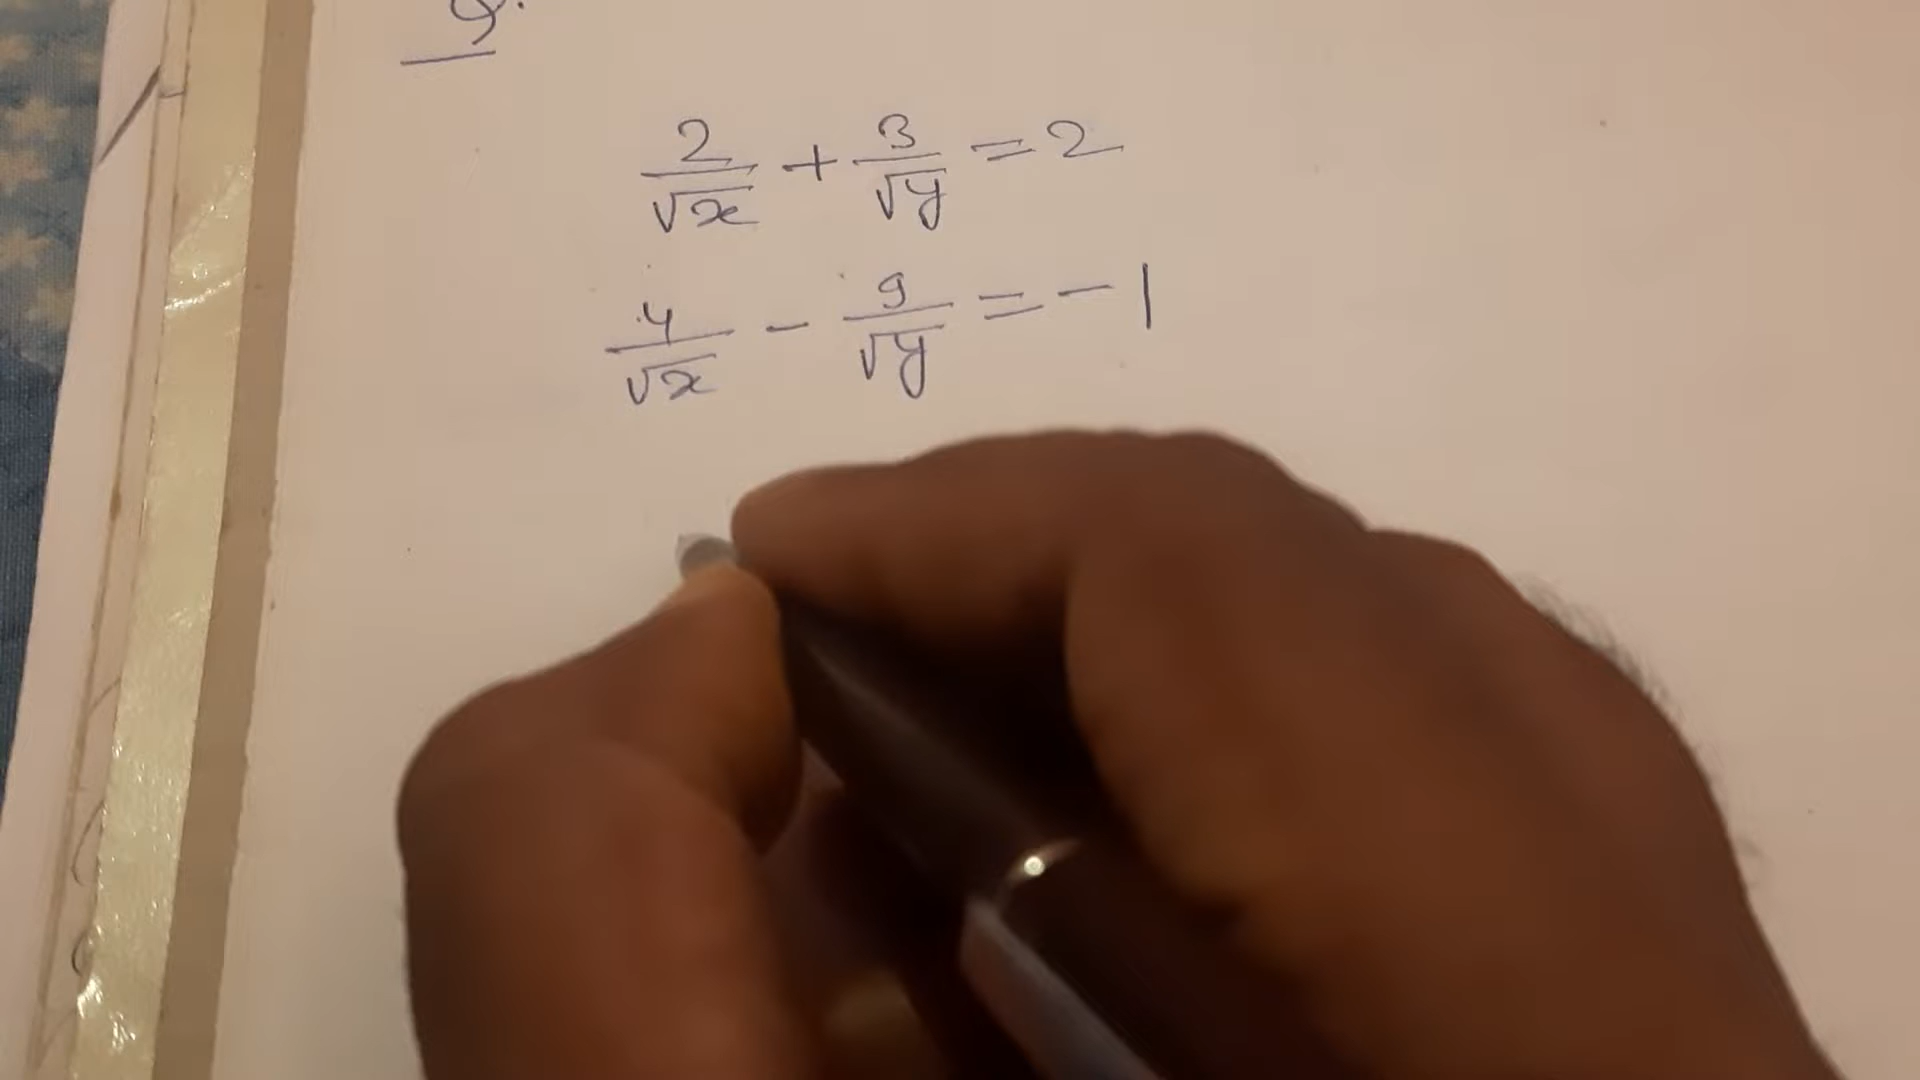 Q.
2/√x + 3/√y = 2
4/√x - 9/√y = -1